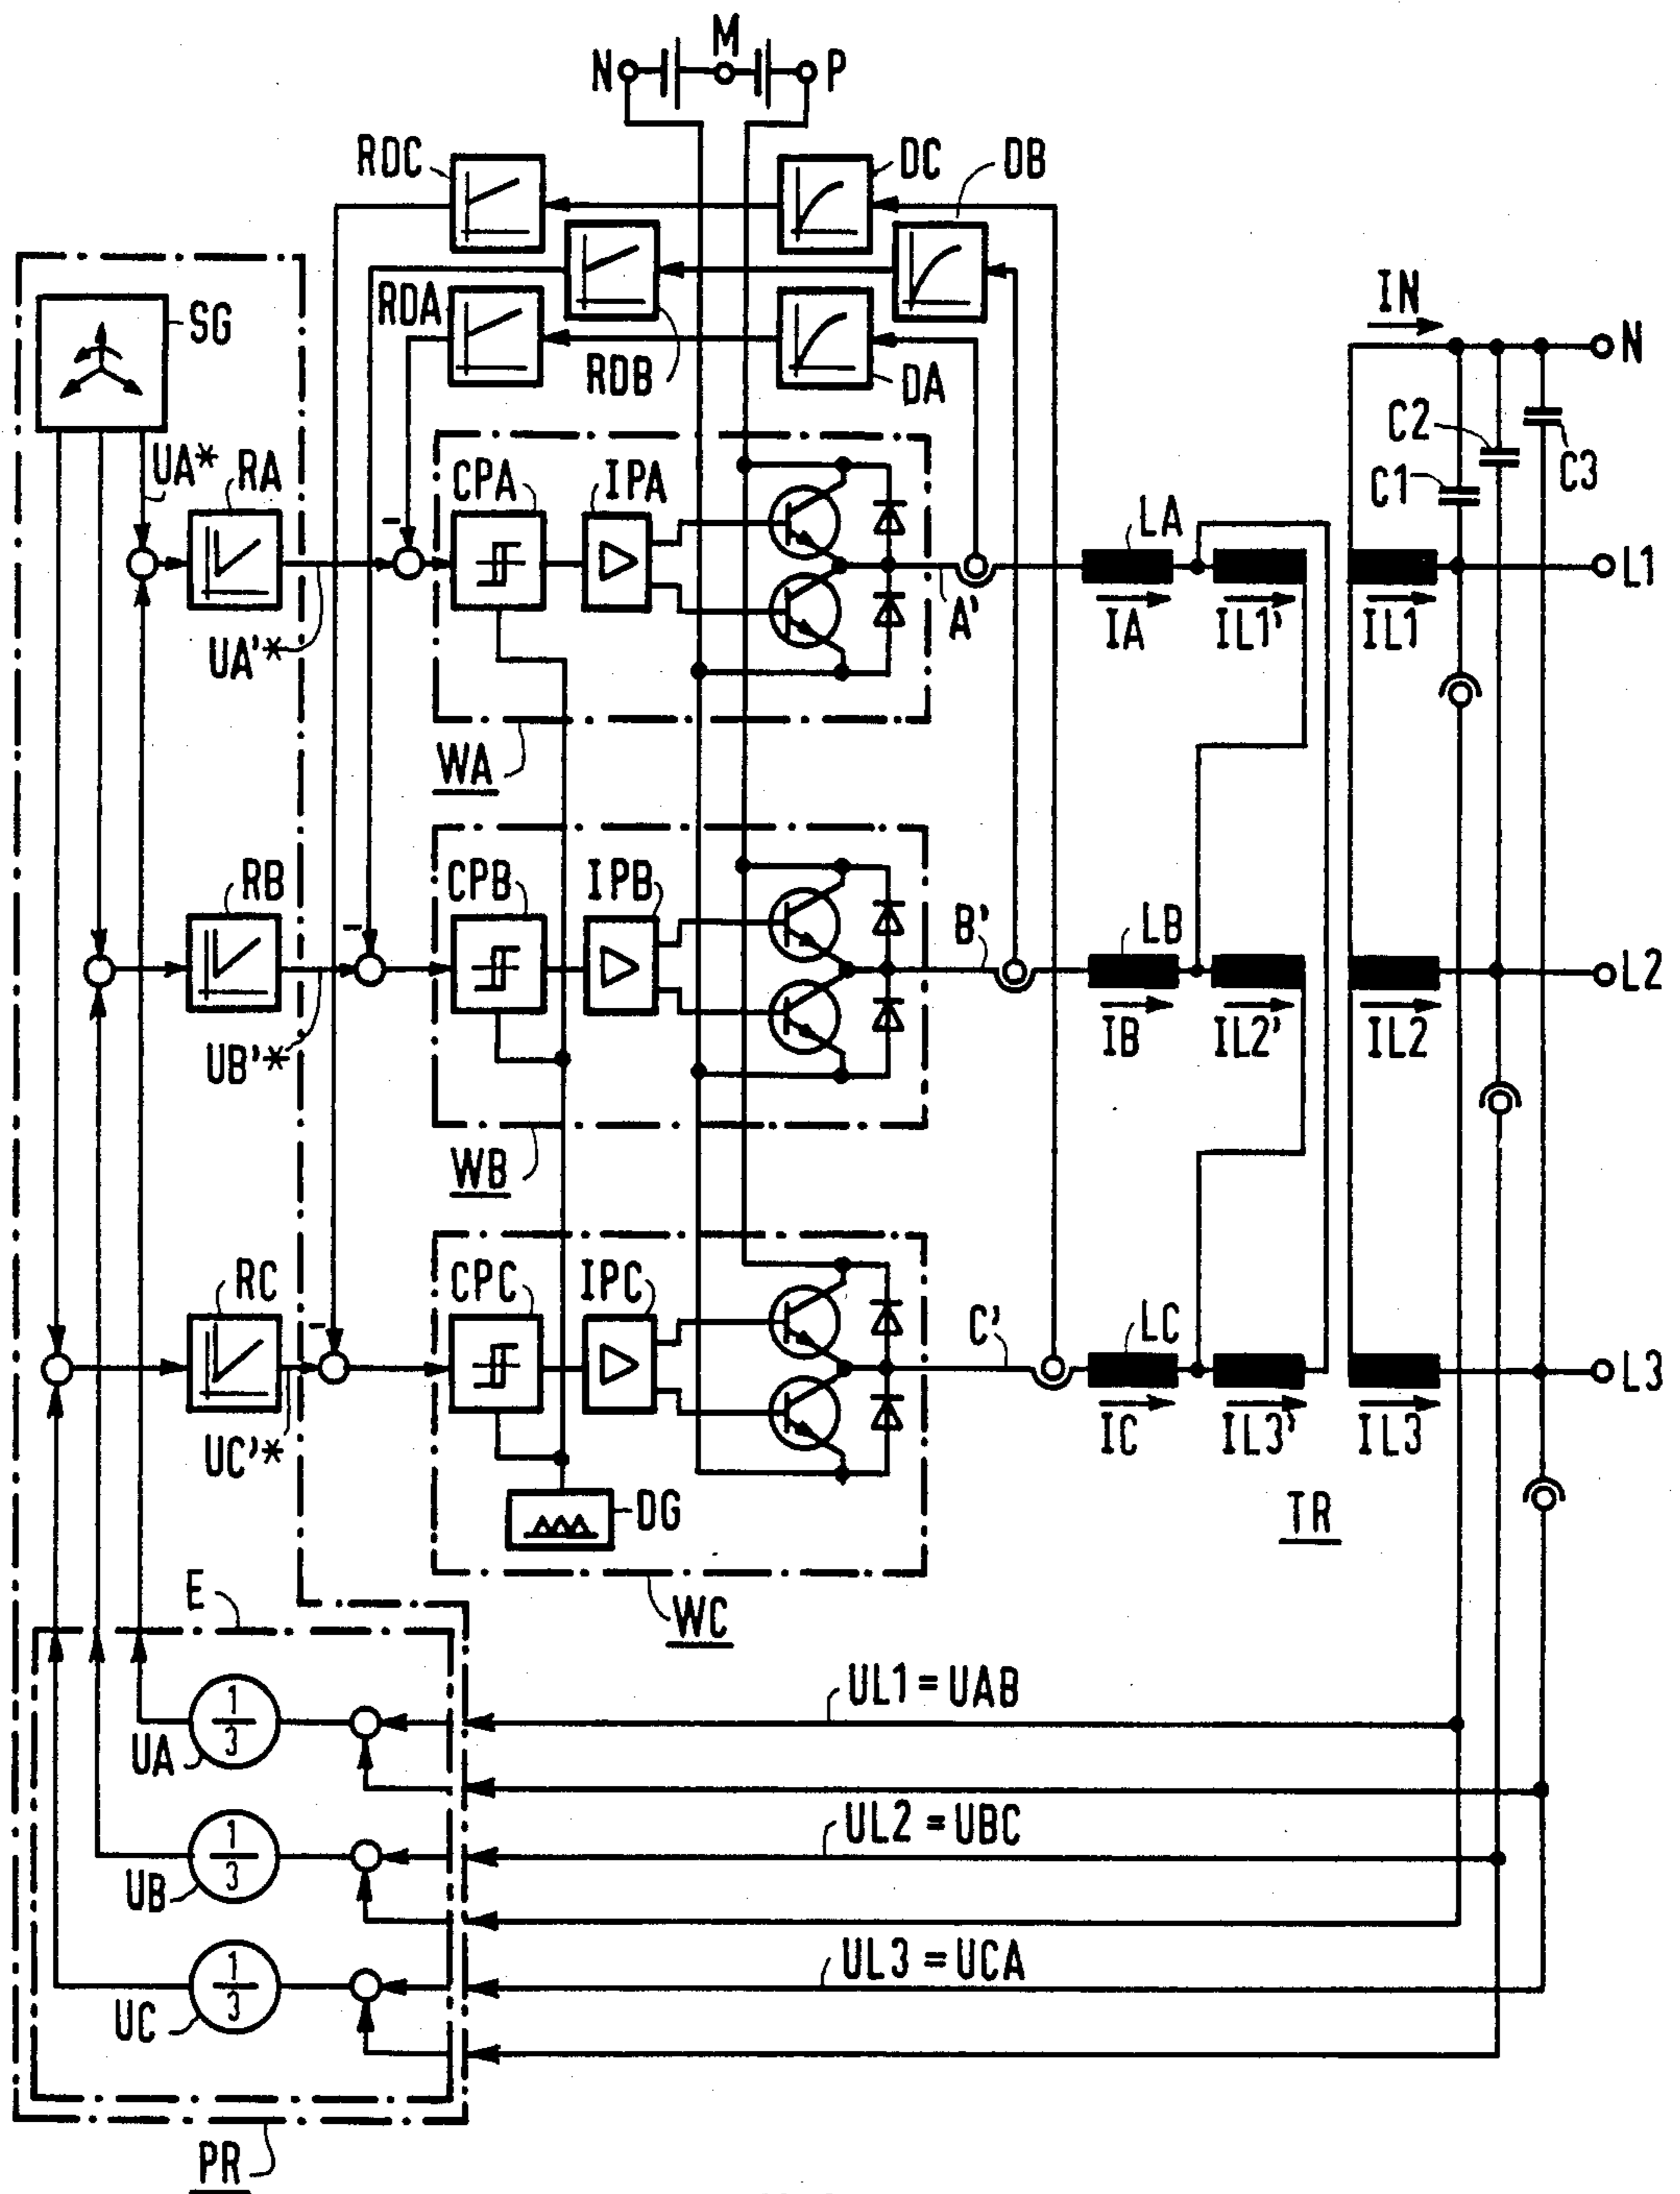 N M P
RDC DC DB
IN
SG RDA N
RDB DA
C2
UA* RA CPA IPA C1 C3
- LA
L1
UA'* A' IA IL1' IL1
WA
RB CPB IPB
- B' LB
L2
UB'* IB IL2' IL2
WB
RC CPC IPC
- C' LC
L3
UC'* IC IL3' IL3
DG TR
E
WC
UL1 = UAB
1
3
UA
UL2 = UBC
1
3
UB
UL3 = UCA
1
3
UC
PR